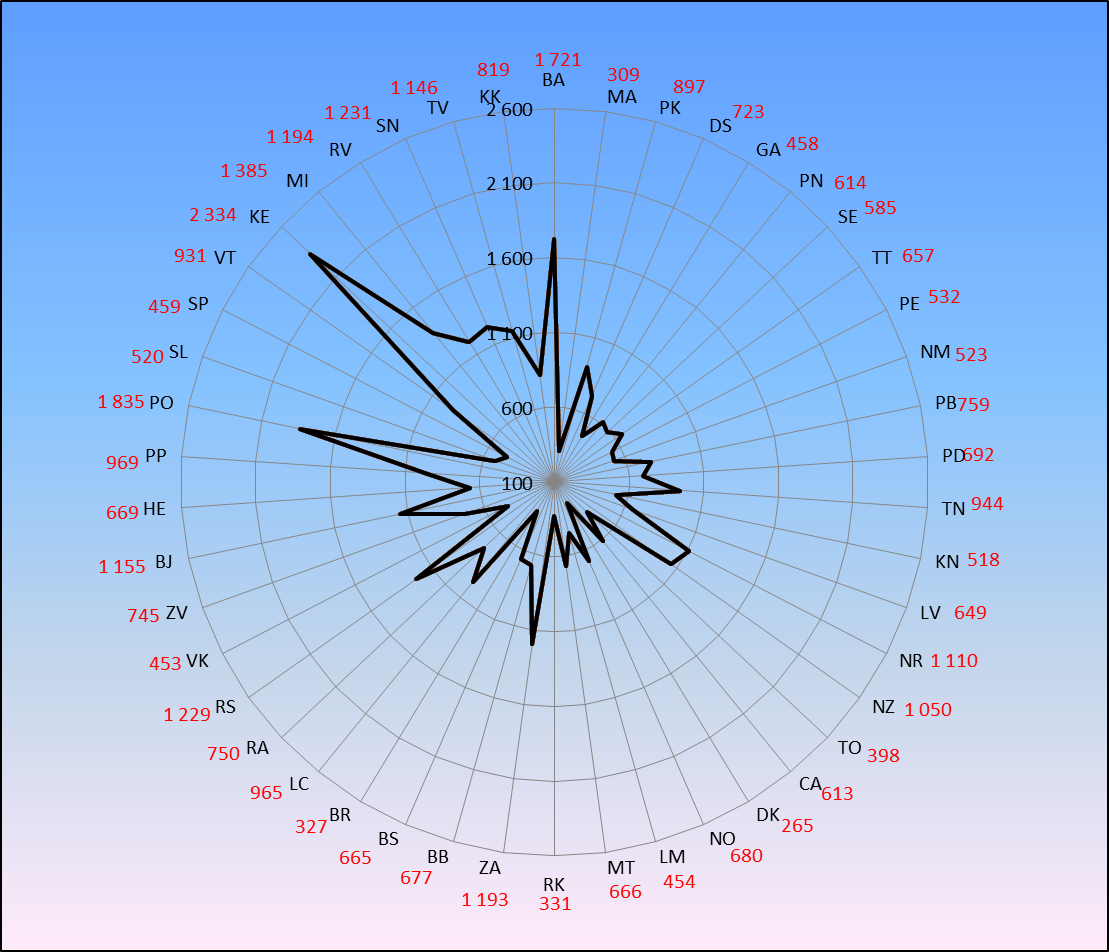 1 721
BA
309
MA
897
PK
723
DS
458
GA
614
PN
585
SE
657
TT
532
PE
523
NM
759
PB
692
PD
944
TN
518
KN
649
LV
1 110
NR
1 050
NZ
398
TO
613
CA
265
DK
680
NO
454
LM
666
MT
331
RK
1 193
ZA
677
BB
665
BS
327
BR
965
LC
750
RA
1 229
RS
453
VK
745
ZV
1 155
BJ
669
HE
969
PP
1 835
PO
520
SL
459
SP
931
VT
2 334
KE
1 385
MI
1 194
RV
1 231
SN
1 146
TV
819
KK
2 600
2 100
1 600
1 100
600
100